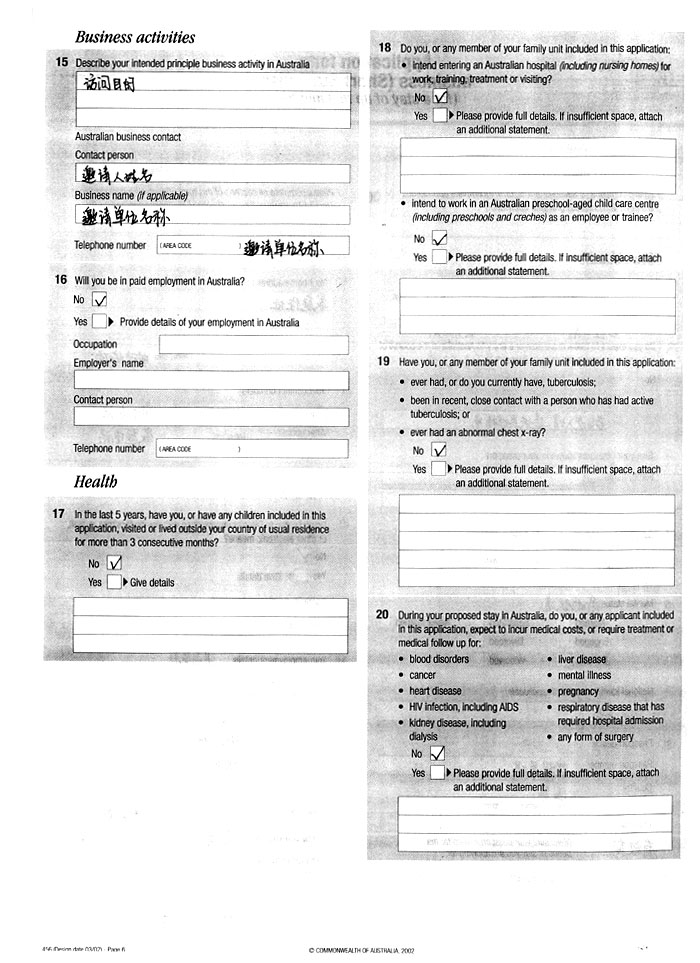 Business activities
15 Describe your intended principle business activity in Australia
访问目的
Australian business contact
Contact person
邀请人姓名
Business name (if applicable)
邀请单位名称
Telephone number (AREA CODE ) 邀请单位名称
16 Will you be in paid employment in Australia?
No ✓
Yes Provide details of your employment in Australia
Occupation
Employer's name
Contact person
Telephone number (AREA CODE )
Health
17 In the last 5 years, have you, or have any children included in this
application, visited or lived outside your country of usual residence
for more than 3 consecutive months?
No ✓
Yes Give details
18 Do you, or any member of your family unit included in this application:
• intend entering an Australian hospital (including nursing homes) for
work, training, treatment or visiting?
No ✓
Yes Please provide full details. If insufficient space, attach
an additional statement.
• intend to work in an Australian preschool-aged child care centre
(including preschools and creches) as an employee or trainee?
No ✓
Yes Please provide full details. If insufficient space, attach
an additional statement.
19 Have you, or any member of your family unit included in this application:
• ever had, or do you currently have, tuberculosis;
• been in recent, close contact with a person who has had active
tuberculosis; or
• ever had an abnormal chest x-ray?
No ✓
Yes Please provide full details. If insufficient space, attach
an additional statement.
20 During your proposed stay in Australia, do you, or any applicant included
in this application, expect to incur medical costs, or require treatment or
medical follow up for:
• blood disorders
• cancer
• heart disease
• HIV infection, including AIDS
• kidney disease, including
dialysis
• liver disease
• mental illness
• pregnancy
• respiratory disease that has
required hospital admission
• any form of surgery
No ✓
Yes Please provide full details. If insufficient space, attach
an additional statement.
456 (Design date 03/02) - Page 6
© COMMONWEALTH OF AUSTRALIA, 2002